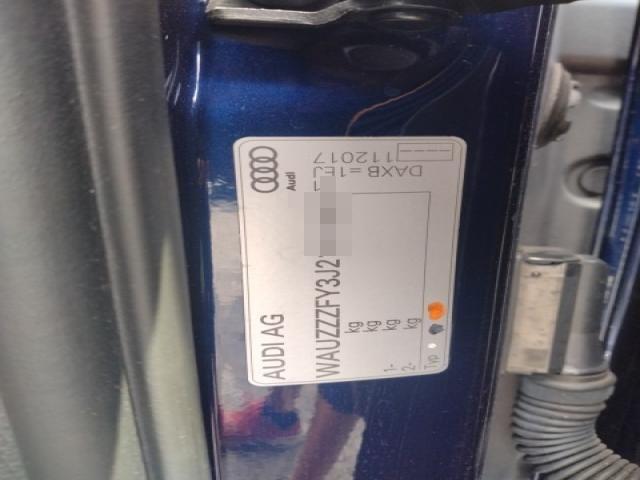 Audi
AUDI AG
WAUZZZFY3J2
kg
kg
1- kg
2- kg
Typ
DAXB =1EJ
112017